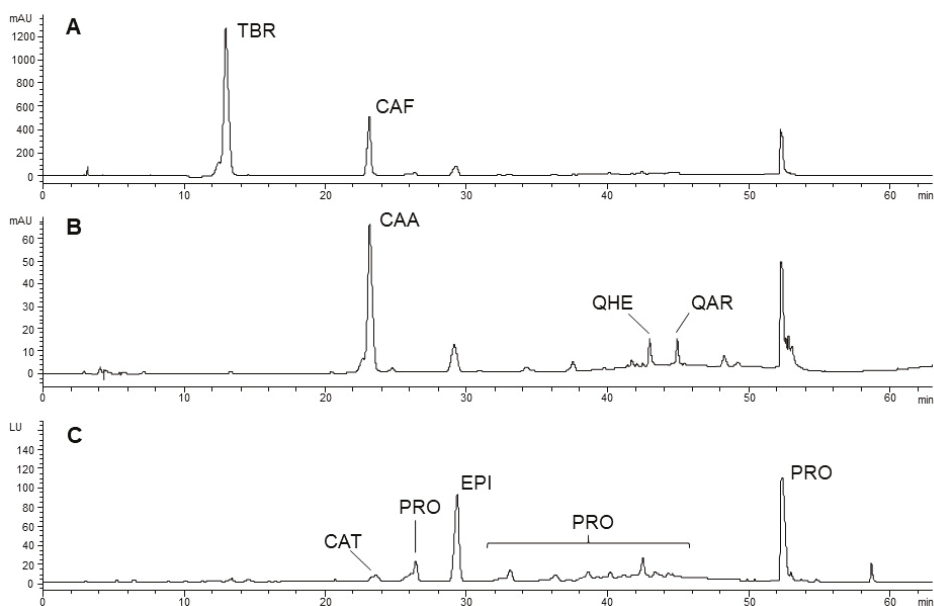 mAU
A
TBR
CAF
1200
1000
800
600
400
200
0
0 10 20 30 40 50 60 min
mAU
B
CAA
QHE
QAR
60
50
40
30
20
10
0
0 10 20 30 40 50 60 min
LU
C
CAT
PRO
EPI
PRO
PRO
140
120
100
80
60
40
20
0
0 10 20 30 40 50 60 min